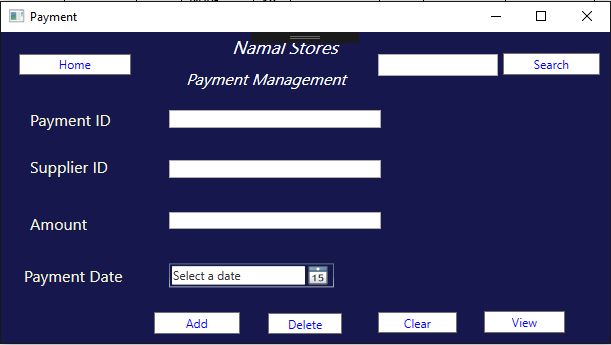 Payment
Namal Stores
Home
Search
Payment Management
Payment ID
Supplier ID
Amount
Payment Date
Select a date
15
Add
Delete
Clear
View